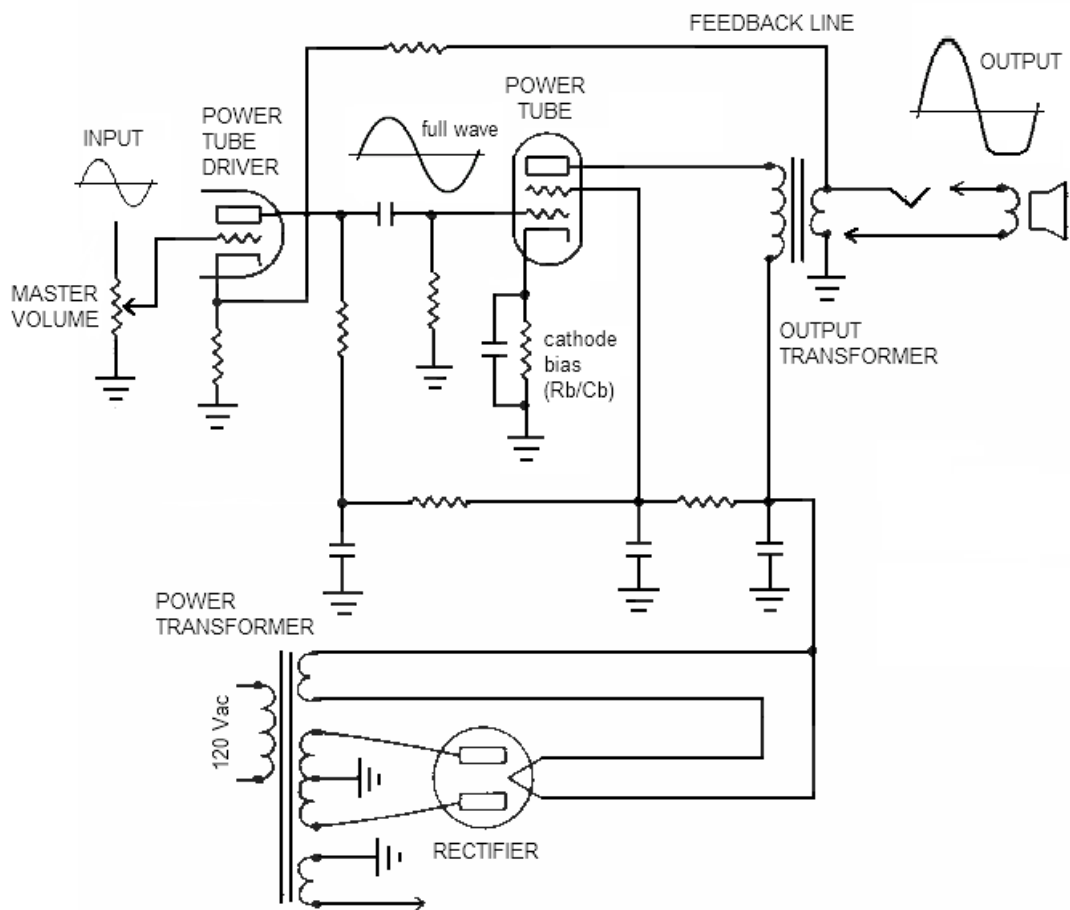 FEEDBACK LINE
OUTPUT
POWER
TUBE
INPUT
POWER
TUBE
DRIVER
full wave
MASTER
VOLUME
cathode
bias
(Rb/Cb)
OUTPUT
TRANSFORMER
POWER
TRANSFORMER
120 Vac
RECTIFIER